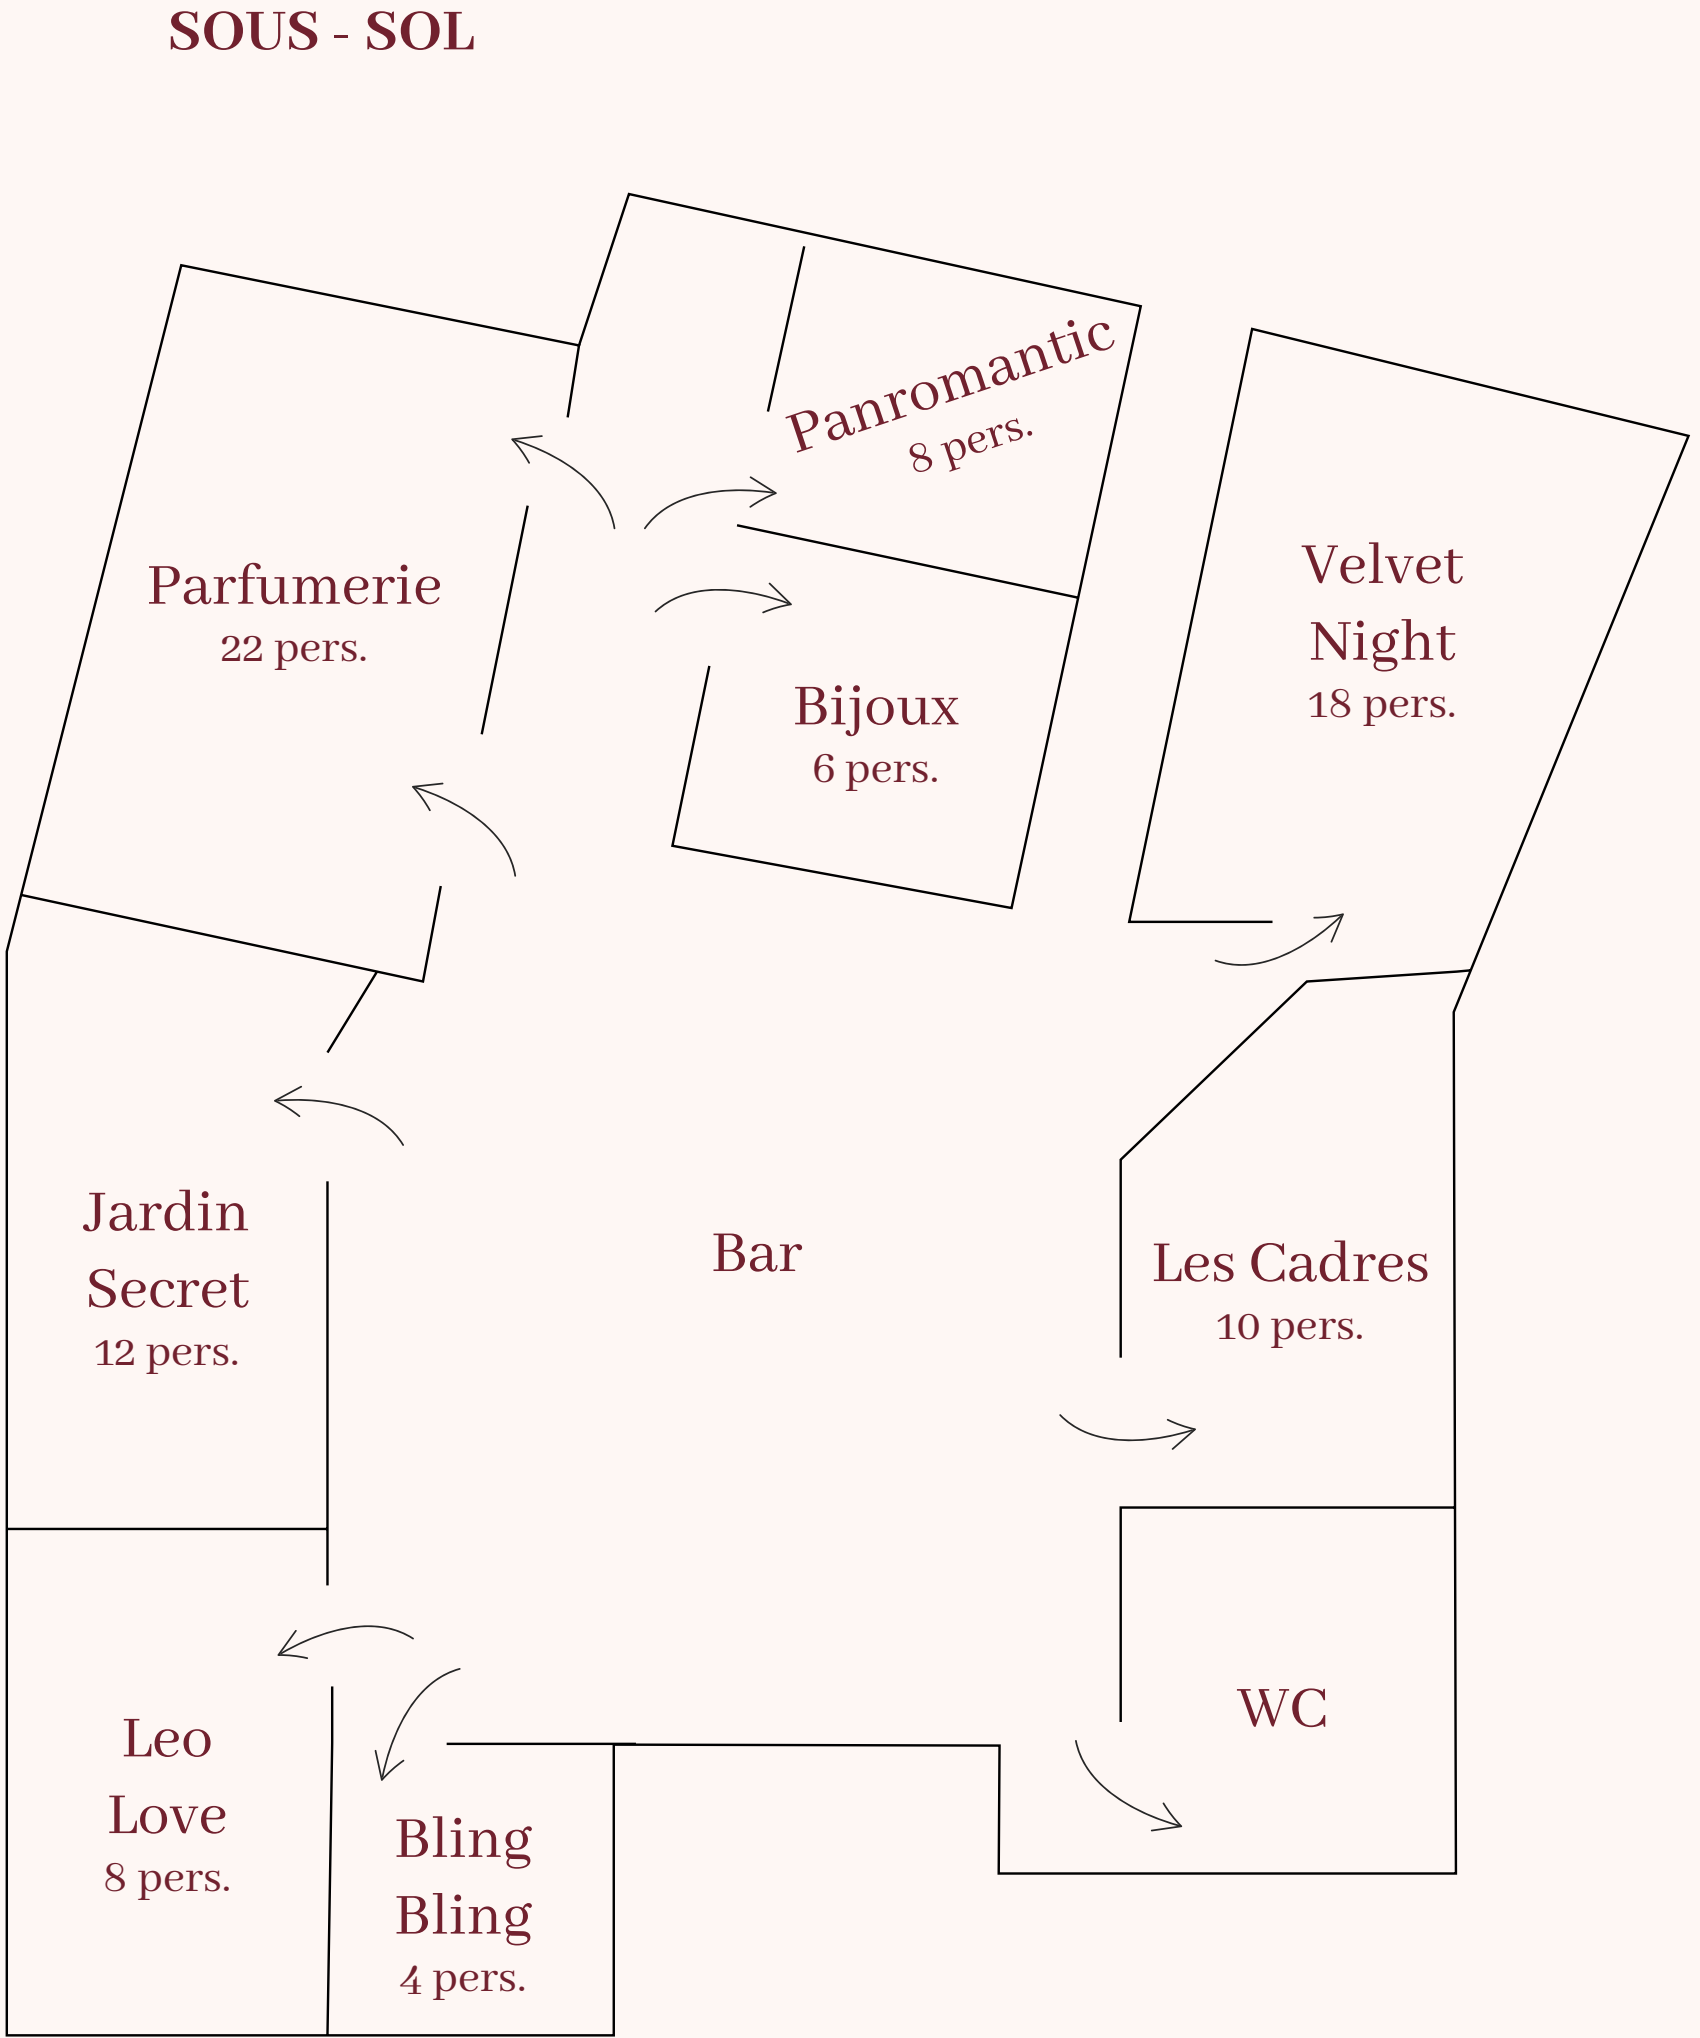 SOUS - SOL
Panromantic
8 pers.
Parfumerie
22 pers.
Velvet
Night
18 pers.
Bijoux
6 pers.
Jardin
Secret
12 pers.
Bar
Les Cadres
10 pers.
WC
Leo
Love
8 pers.
Bling
Bling
4 pers.